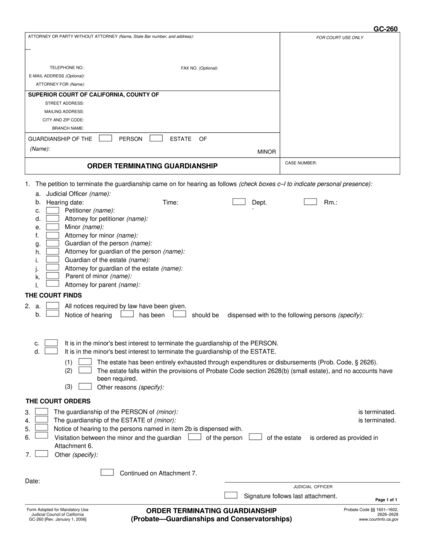 GC-260
ATTORNEY OR PARTY WITHOUT ATTORNEY (Name, State Bar number, and address):
FOR COURT USE ONLY
TELEPHONE NO.:
FAX NO. (Optional):
E-MAIL ADDRESS (Optional):
ATTORNEY FOR (Name):
SUPERIOR COURT OF CALIFORNIA, COUNTY OF
STREET ADDRESS:
MAILING ADDRESS:
CITY AND ZIP CODE:
BRANCH NAME:
GUARDIANSHIP OF THE PERSON ESTATE OF
(Name):
MINOR
ORDER TERMINATING GUARDIANSHIP
CASE NUMBER:
1. The petition to terminate the guardianship came on for hearing as follows (check boxes c–l to indicate personal presence):
a. Judicial Officer (name):
b. Hearing date: Time: Dept. Rm.:
c. Petitioner (name):
d. Attorney for petitioner (name):
e. Minor (name):
f. Attorney for minor (name):
g. Guardian of the person (name):
h. Attorney for guardian of the person (name):
i. Guardian of the estate (name):
j. Attorney for guardian of the estate (name):
k. Parent of minor (name):
l. Attorney for parent (name):
THE COURT FINDS
2. a. All notices required by law have been given.
b. Notice of hearing has been should be dispensed with to the following persons (specify):
c. It is in the minor's best interest to terminate the guardianship of the PERSON.
d. It is in the minor's best interest to terminate the guardianship of the ESTATE.
(1) The estate has been entirely exhausted through expenditures or disbursements (Prob. Code, § 2626).
(2) The estate falls within the provisions of Probate Code section 2628(b) (small estate), and no accounts have
been required.
(3) Other reasons (specify):
THE COURT ORDERS
3. The guardianship of the PERSON of (minor): is terminated.
4. The guardianship of the ESTATE of (minor): is terminated.
5. Notice of hearing to the persons named in item 2b is dispensed with.
6. Visitation between the minor and the guardian of the person of the estate is ordered as provided in
Attachment 6.
7. Other (specify):
Continued on Attachment 7.
Date:
JUDICIAL OFFICER
Signature follows last attachment.
Page 1 of 1
Form Adopted for Mandatory Use
Judicial Council of California
GC-260 [Rev. January 1, 2006]
ORDER TERMINATING GUARDIANSHIP
(Probate—Guardianships and Conservatorships)
Probate Code §§ 1601–1602,
2626–2628
www.courtinfo.ca.gov